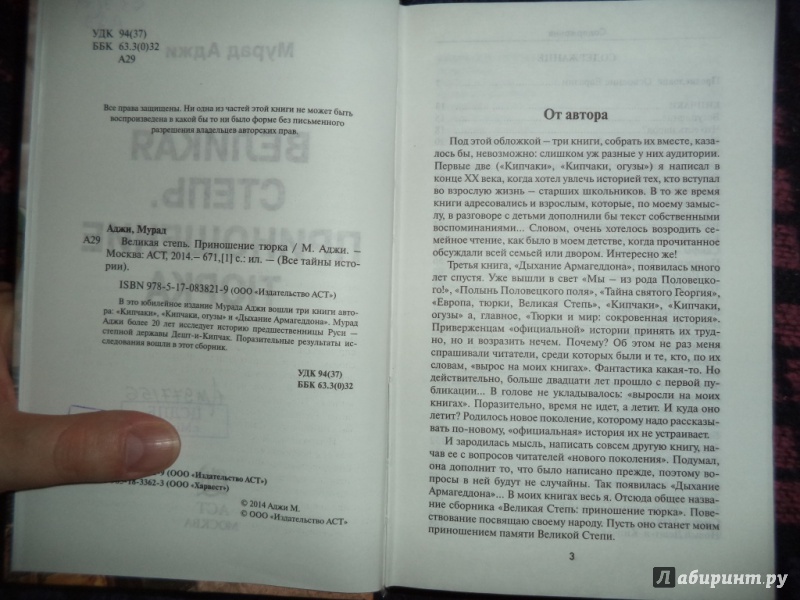 УДК 94(37)
ББК 63.3(0)32
А29
Все права защищены. Ни одна из частей этой книги не может быть
воспроизведена в какой бы то ни было форме без письменного
разрешения владельцев авторских прав.
Аджи, Мурад
А29
Великая степь. Приношение тюрка / М. Аджи. –
Москва: АСТ, 2014. – 671,[1] с.: ил. — (Все тайны исто-
рии).
ISBN 978-5-17-083821-9 (ООО «Издательство АСТ»)
В это юбилейное издание Мурада Аджи вошли три книги авто-
ра: «Кипчаки», «Кипчаки, огузы» и «Дыхание Армагеддона». Мурад
Аджи более 20 лет исследует историю предшественницы Руси —
степной державы Дешт-и-Кипчак. Поразительные результаты ис-
следования вошли в этот сборник.
УДК 94(37)
ББК 63.3(0)32
-9 (ООО «Издательство АСТ»)
-18-3362-3 (ООО «Харвест»)
© 2014 Аджи М.
© ООО «Издательство АСТ»
От автора
Под этой обложкой – три книги, собрать их вместе, каза-
лось бы, невозможно: слишком уж разные у них аудитории.
Первые две («Кипчаки», «Кипчаки, огузы») я написал в
конце XX века, когда хотел увлечь историей тех, кто вступал
во взрослую жизнь – старших школьников. В то же время
книги адресовались и взрослым, которые, по моему замыс-
лу, в разговоре с детьми дополнили бы текст собственными
воспоминаниями... Словом, очень хотелось возродить се-
мейное чтение, как было в моем детстве, когда прочитанное
обсуждали всей семьей или двором. Интересно же!
Третья книга, «Дыхание Армагеддона», появилась много
лет спустя. Уже вышли в свет «Мы – из рода Половецко-
го!», «Полынь Половецкого поля», «Тайна святого Георгия»,
«Европа, тюрки, Великая Степь», «Кипчаки», «Кипчаки,
огузы» а, главное, «Тюрки и мир: сокровенная история».
Приверженцам «официальной» истории принять их труд-
но, но и возразить нечем. Почему? Об этом не раз меня
спрашивали читатели, среди которых были и те, кто, по их
словам, «вырос на моих книгах». Фантастика какая-то. Но
действительно, больше двадцати лет прошло с первой пу-
бликации... В голове не укладывалось: «выросли на моих
книгах». Поразительно, время не идет, а летит. И куда оно
летит? Родилось новое поколение, которому надо рассказы-
вать по-новому, «официальная» история их не устраивает.
И зародилась мысль, написать совсем другую книгу, на-
чав ее с вопросов читателей «нового поколения». Подумал,
она дополнит то, что было написано прежде, поэтому во-
просы в ней будут не случайны. Так появилась «Дыхание
Армагеддона»... В моих книгах весь я. Отсюда общее назва-
ние сборника «Великая Степь: приношение тюрка». Повест-
вование посвящаю своему народу. Пусть оно станет моим
приношением памяти Великой Степи.
3
Лабиринт.ру